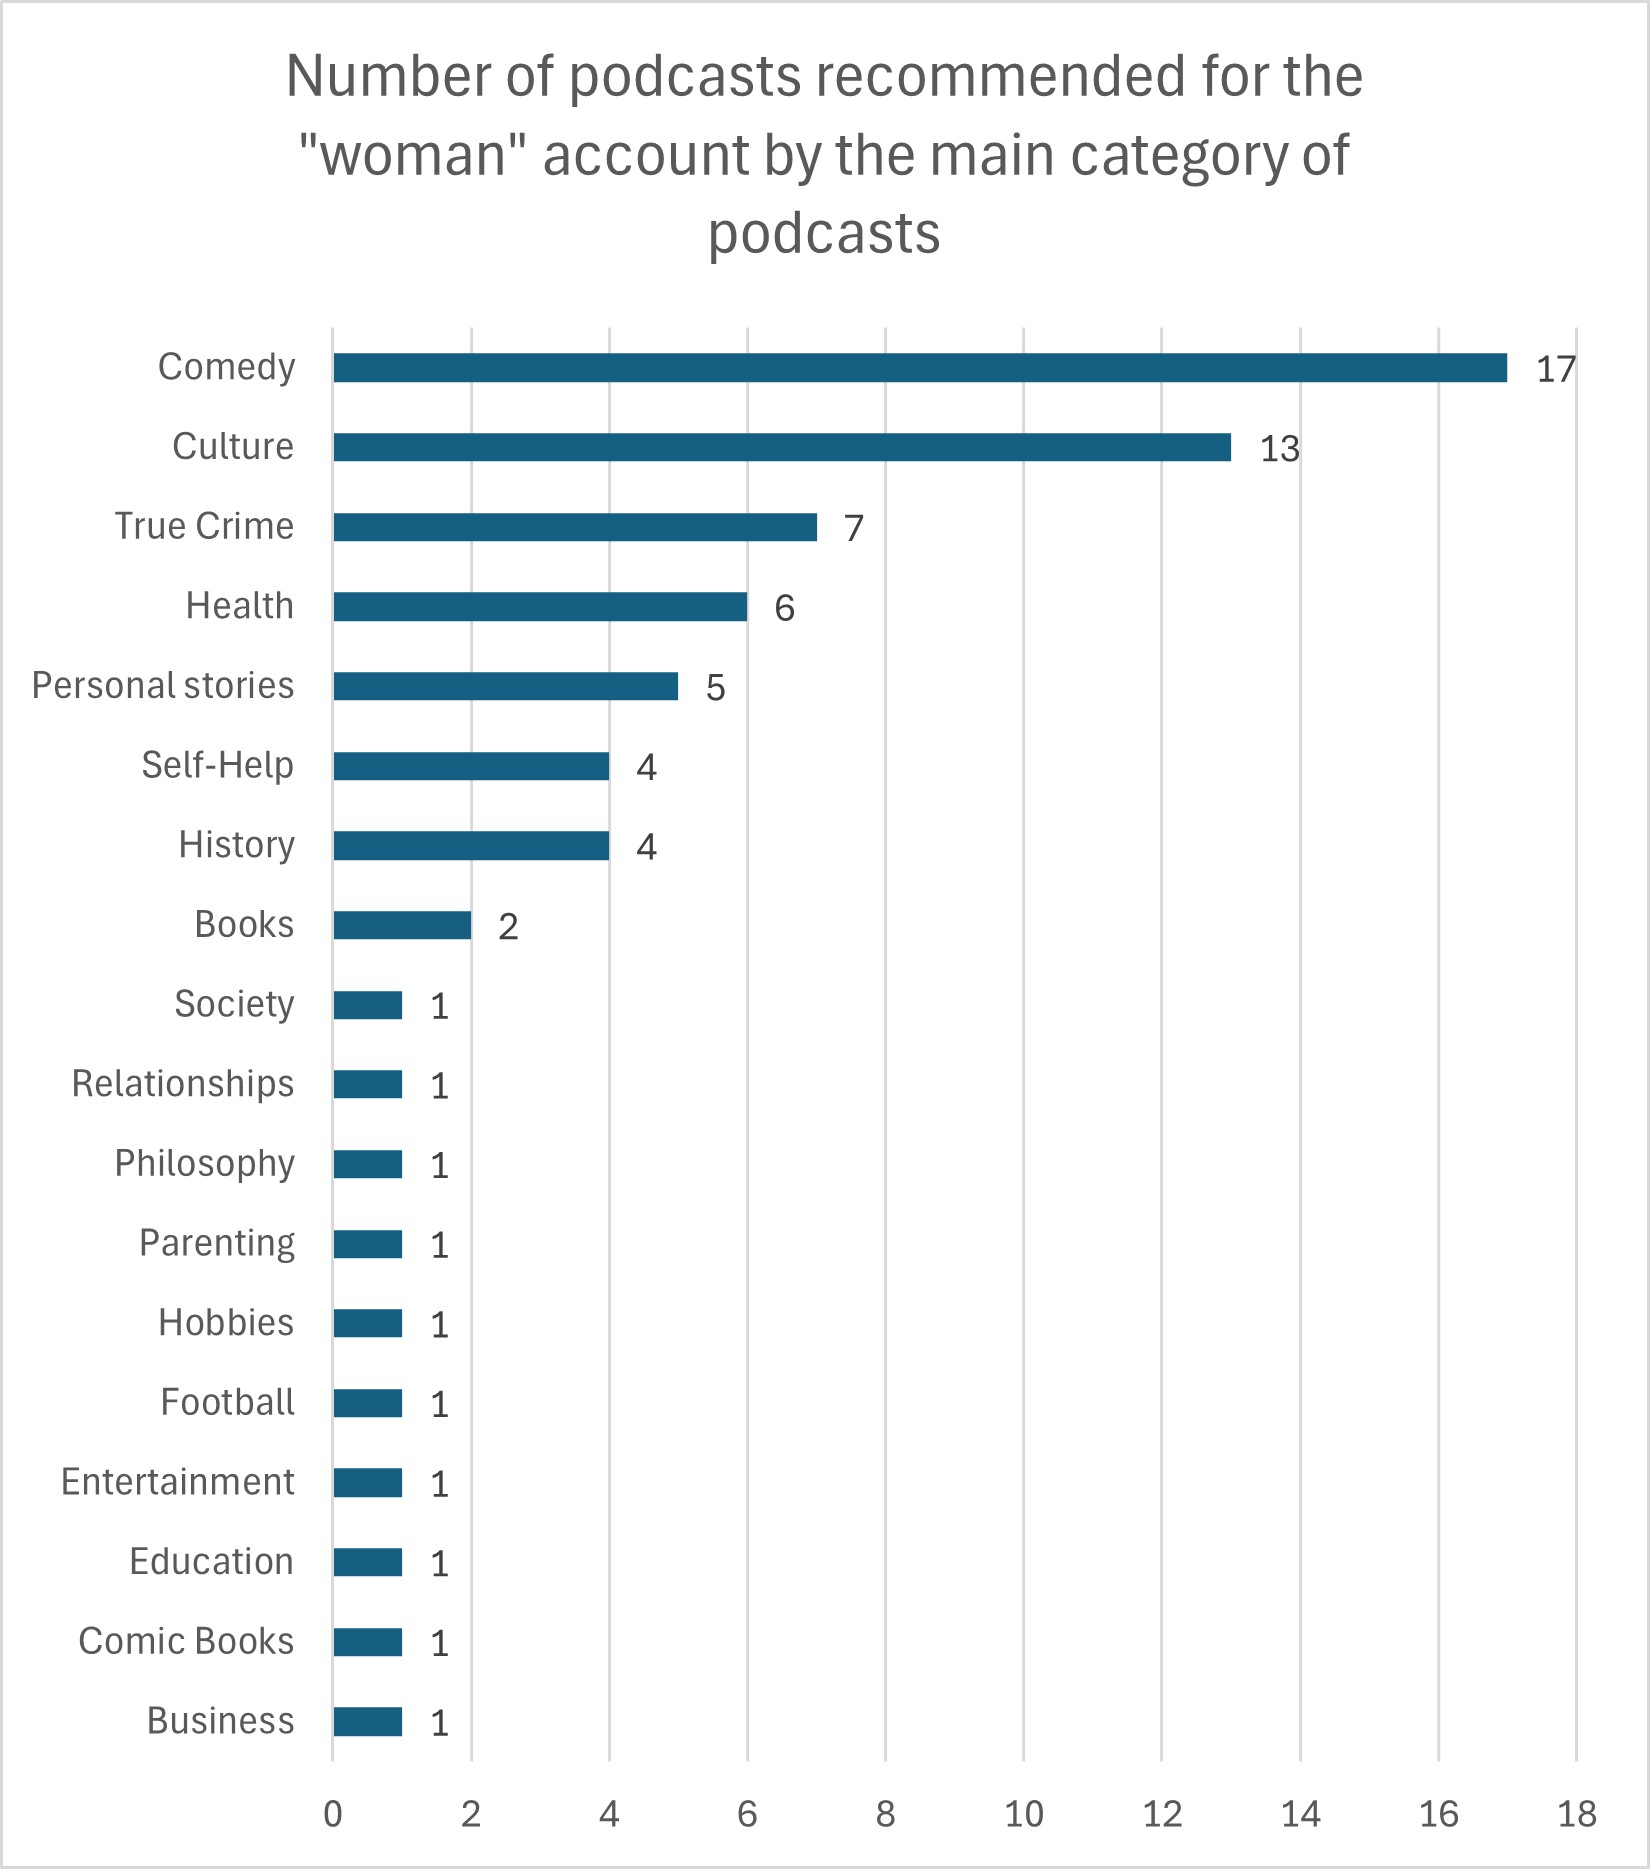 Number of podcasts recommended for the
"woman" account by the main category of
podcasts
Comedy 17
Culture 13
True Crime 7
Health 6
Personal stories 5
Self-Help 4
History 4
Books 2
Society 1
Relationships 1
Philosophy 1
Parenting 1
Hobbies 1
Football 1
Entertainment 1
Education 1
Comic Books 1
Business 1
0 2 4 6 8 10 12 14 16 18